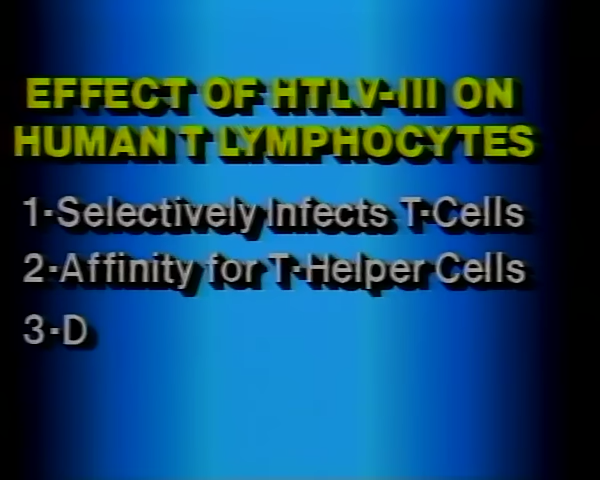 EFFECT OF HTLV-III ON
HUMAN T LYMPHOCYTES
1-Selectively Infects T-Cells
2-Affinity for T-Helper Cells
3-D